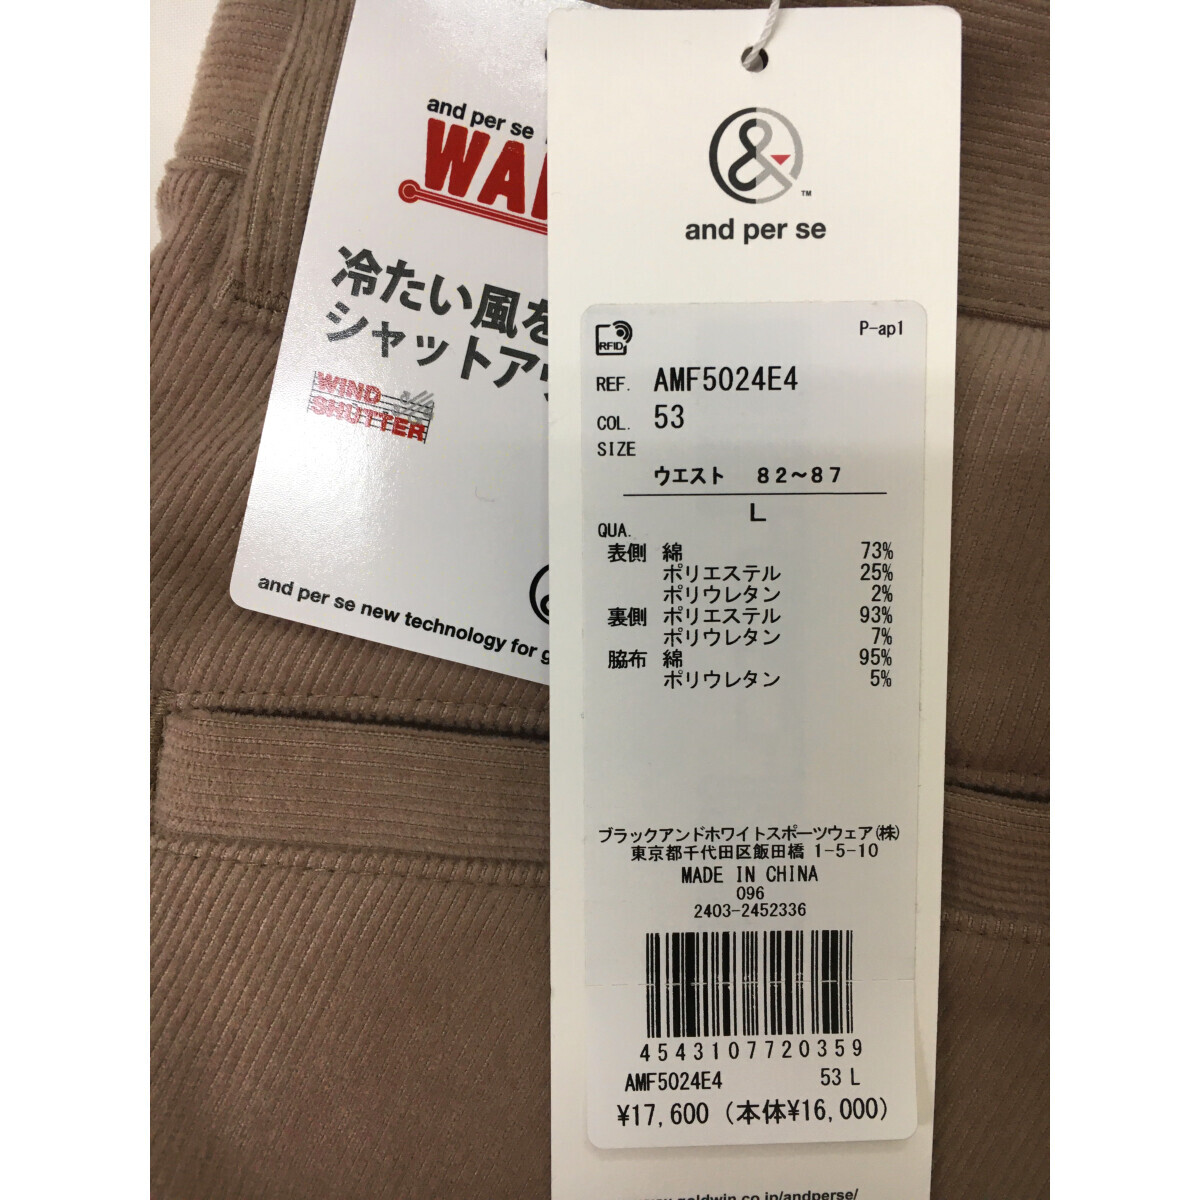 and per se
WA
冷たい風を
シャットア
WIND
SHUTTER
and per se new technology for g
&
TM
and per se
RFID
P-ap1
REF. AMF5024E4
COL. 53
SIZE
ウエスト 82～87
L
QUA.
表側 綿 73%
ポリエステル 25%
ポリウレタン 2%
裏側 ポリエステル 93%
ポリウレタン 7%
脇布 綿 95%
ポリウレタン 5%
ブラックアンドホワイトスポーツウェア(株)
東京都千代田区飯田橋 1-5-10
MADE IN CHINA
096
2403-2452336
4543107720359
AMF5024E4 53 L
¥17,600 (本体¥16,000)
goldwin.co.jp/andperse/